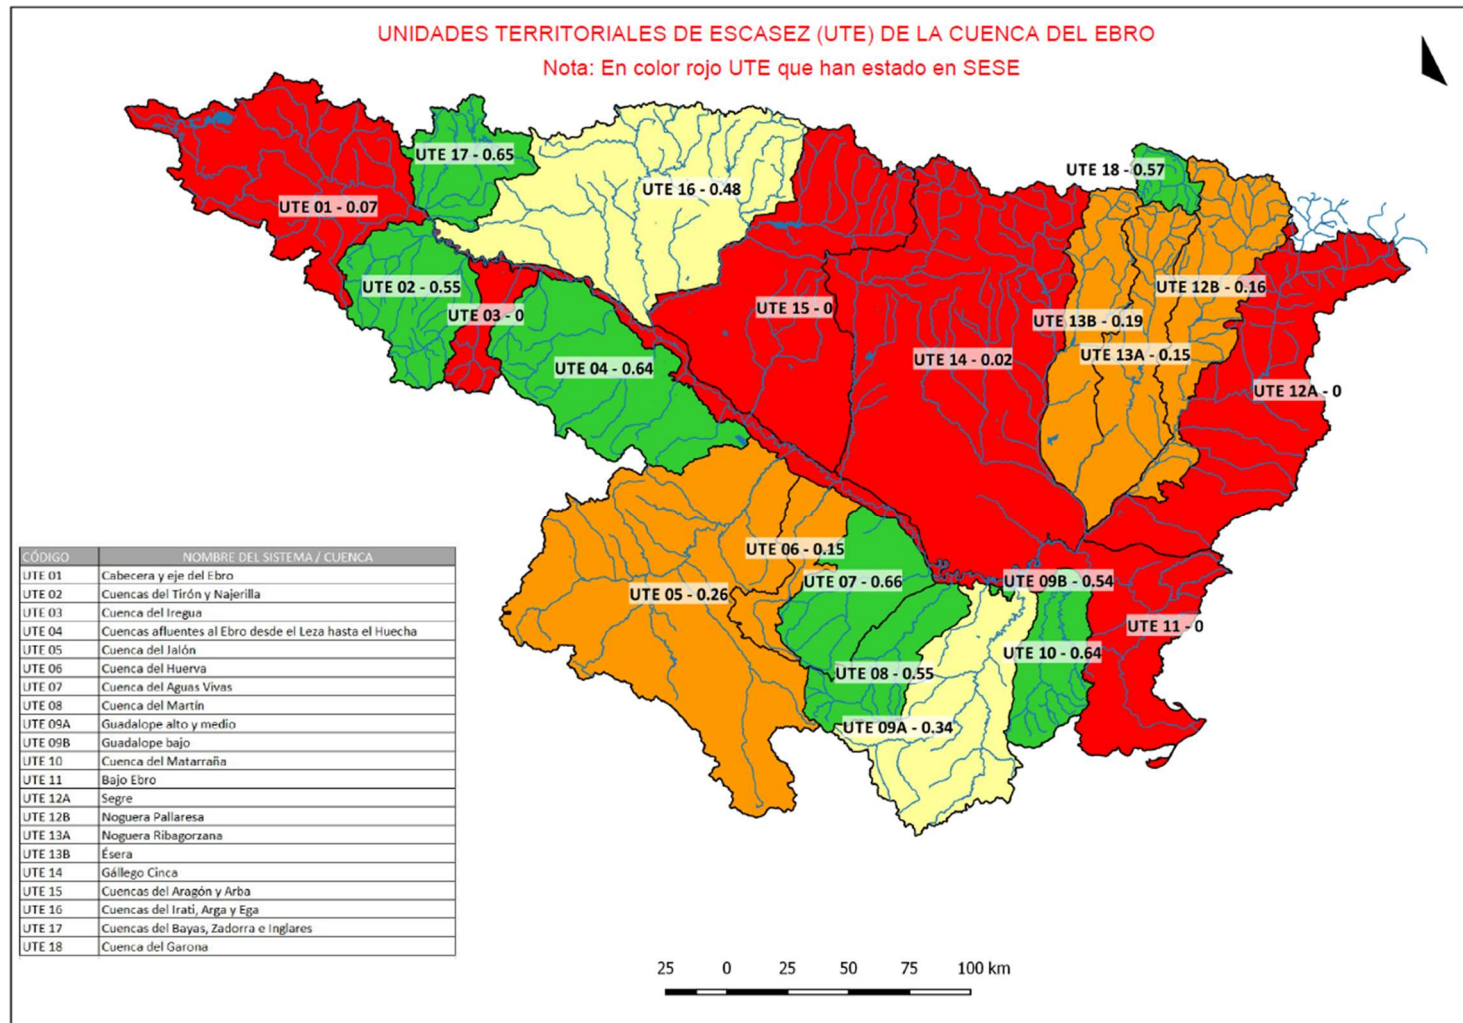 UNIDADES TERRITORIALES DE ESCASEZ (UTE) DE LA CUENCA DEL EBRO
Nota: En color rojo UTE que han estado en SESE
UTE 17 - 0.65
UTE 18 - 0.57
UTE 16 - 0.48
UTE 01 - 0.07
UTE 02 - 0.55
UTE 12B - 0.16
UTE 03 - 0
UTE 15 - 0
UTE 13B - 0.19
UTE 04 - 0.64
UTE 14 - 0.02
UTE 13A - 0.15
UTE 12A - 0
UTE 06 - 0.15
UTE 05 - 0.26
UTE 07 - 0.66
UTE 09B - 0.54
UTE 11 - 0
UTE 10 - 0.64
UTE 08 - 0.55
UTE 09A - 0.34
CÓDIGO NOMBRE DEL SISTEMA / CUENCA
UTE 01 Cabecera y eje del Ebro
UTE 02 Cuencas del Tirón y Najerilla
UTE 03 Cuenca del Iregua
UTE 04 Cuencas afluentes al Ebro desde el Leza hasta el Huecha
UTE 05 Cuenca del Jalón
UTE 06 Cuenca del Huerva
UTE 07 Cuenca del Aguas Vivas
UTE 08 Cuenca del Martín
UTE 09A Guadalope alto y medio
UTE 09B Guadalope bajo
UTE 10 Cuenca del Matarraña
UTE 11 Bajo Ebro
UTE 12A Segre
UTE 12B Noguera Pallaresa
UTE 13A Noguera Ribagorzana
UTE 13B Ésera
UTE 14 Gállego Cinca
UTE 15 Cuencas del Aragón y Arba
UTE 16 Cuencas del Irati, Arga y Ega
UTE 17 Cuencas del Bayas, Zadorra e Inglares
UTE 18 Cuenca del Garona
25 0 25 50 75 100 km